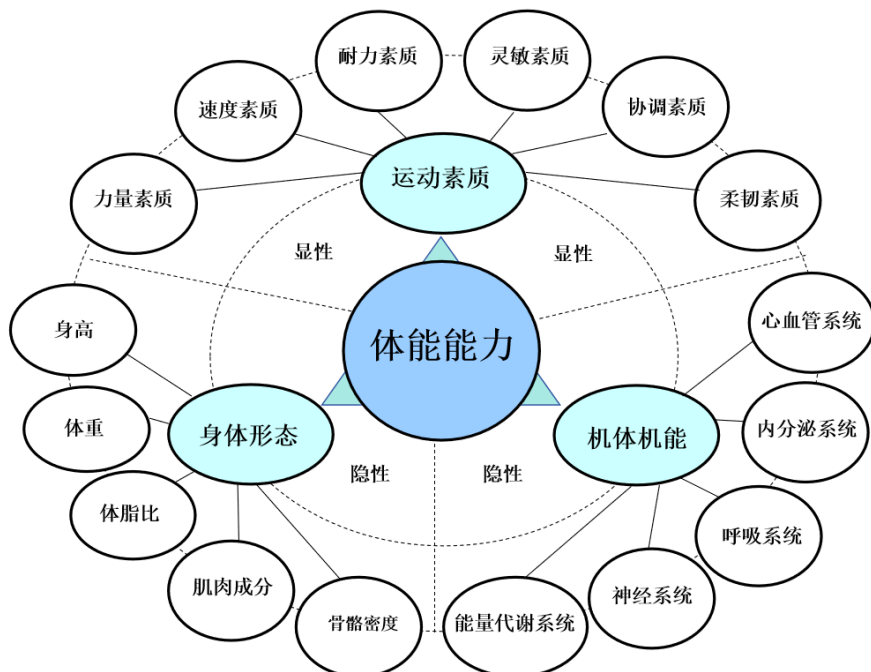 耐力素质
灵敏素质
速度素质
协调素质
力量素质
运动素质
柔韧素质
显性
显性
身高
体能能力
心血管系统
体重
身体形态
机体机能
内分泌系统
隐性
隐性
体脂比
呼吸系统
肌肉成分
神经系统
骨骼密度
能量代谢系统